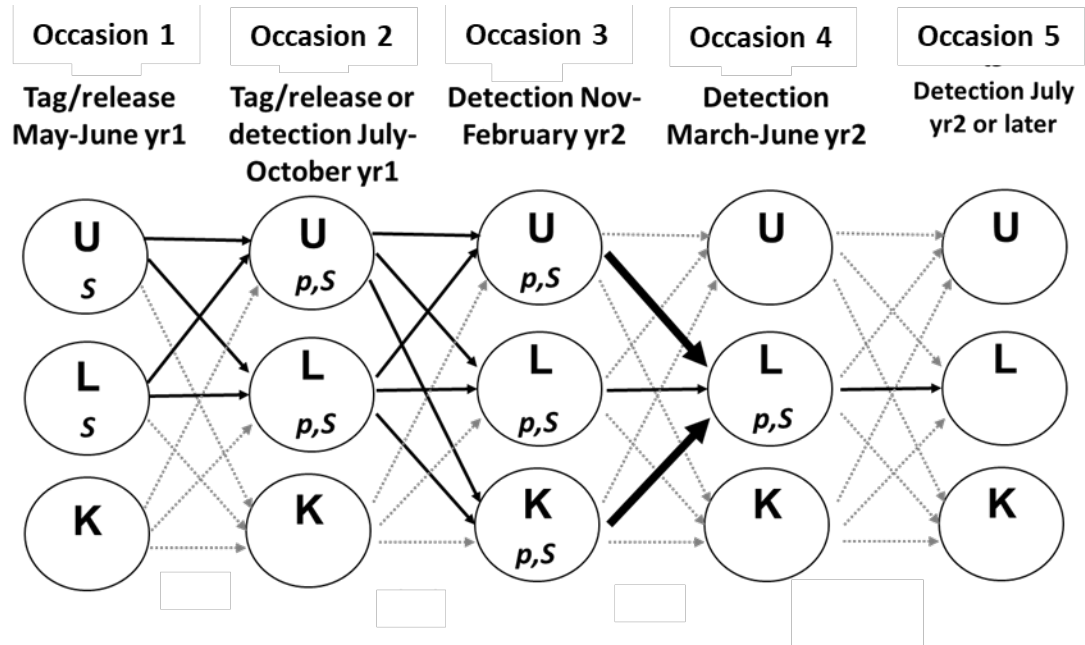 Occasion 1
Occasion 2
Occasion 3
Occasion 4
Occasion 5
Tag/release
May-June yr1
Tag/release or
detection July-
October yr1
Detection Nov-
February yr2
Detection
March-June yr2
Detection July
yr2 or later
U
S
U
p,S
U
p,S
U
U
L
S
L
p,S
L
p,S
L
p,S
L
K
K
K
p,S
K
K